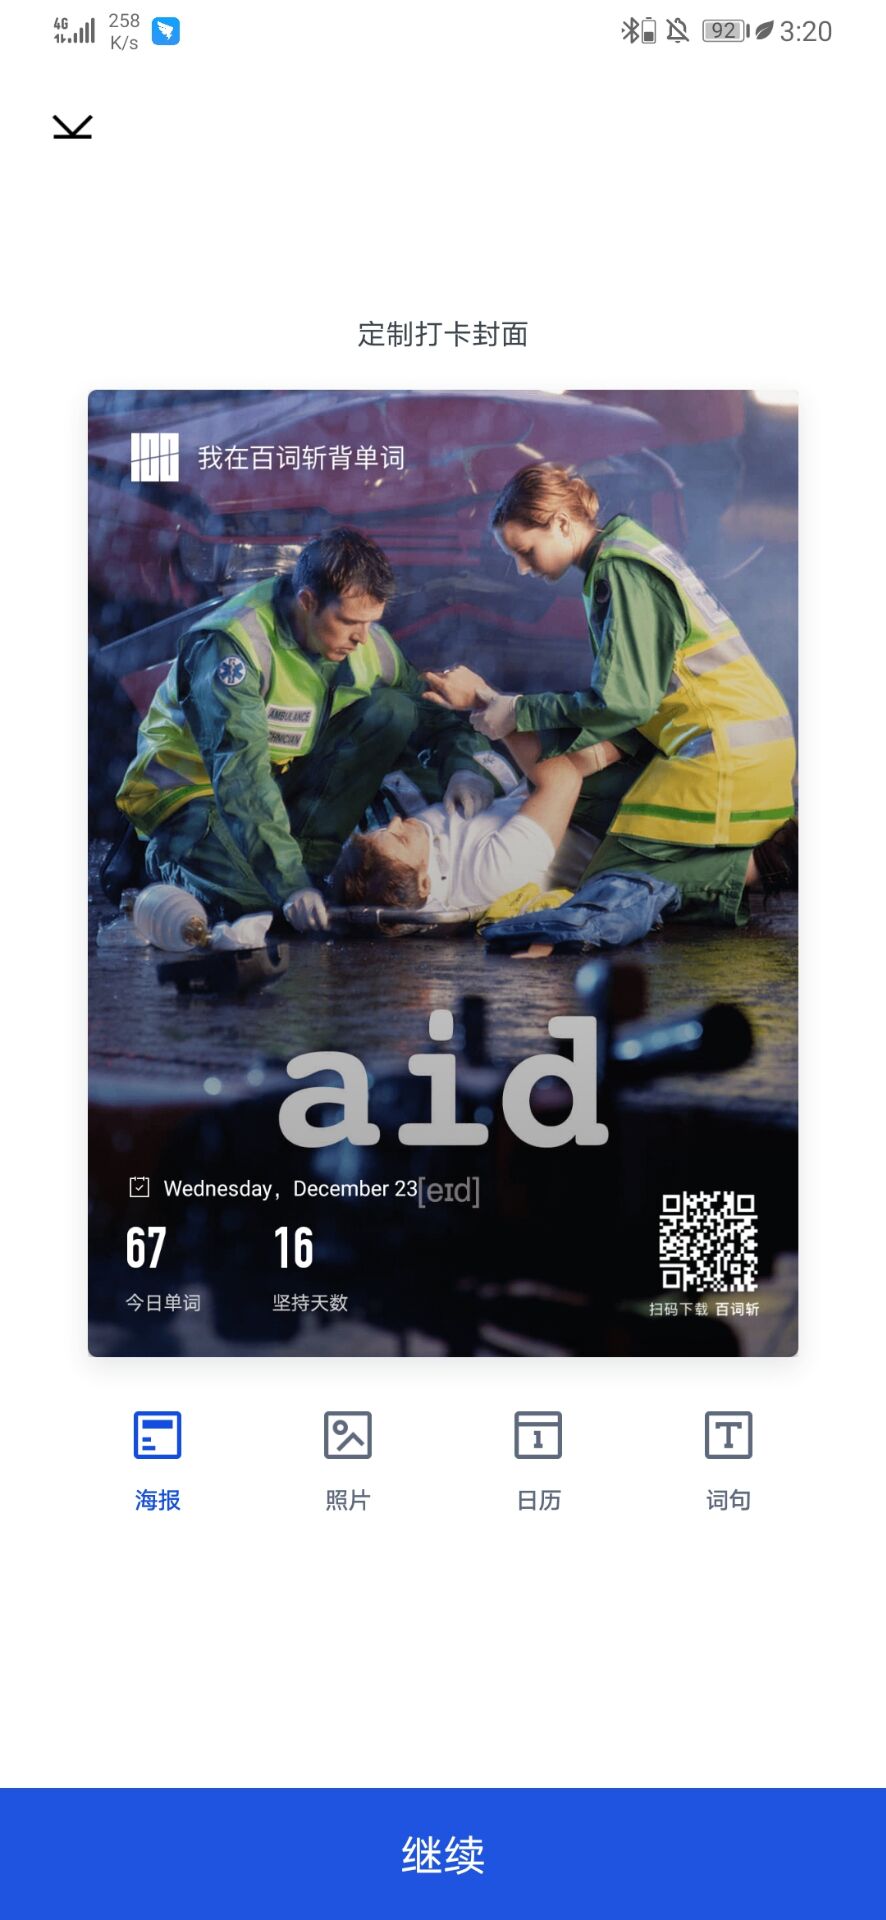 4G 258 K/s 92 3:20
定制打卡封面
100 我在百词斩背单词
AMBULANCE
aid
Wednesday, December 23 [eɪd]
67 16
今日单词 坚持天数
扫码下载 百词斩
海报 照片 日历 词句
继续